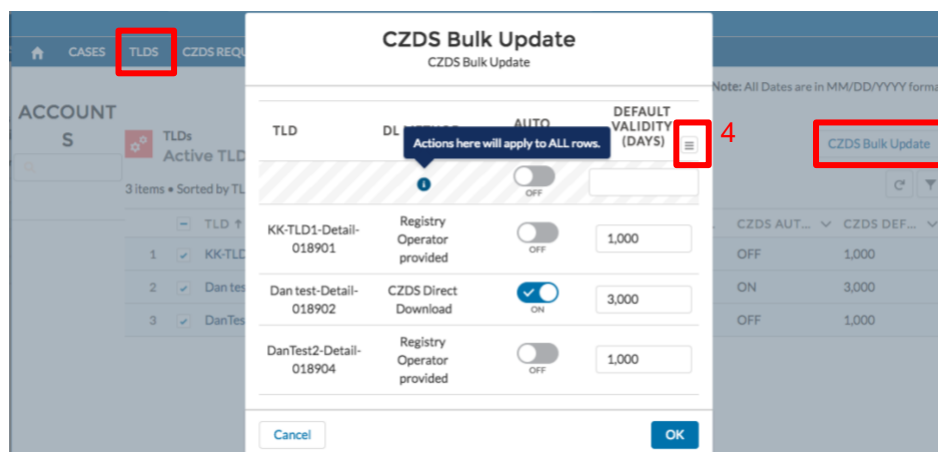 CZDS Bulk Update
CZDS Bulk Update
CASES TLDS CZDS REQU
Note: All Dates are in MM/DD/YYYY forma
ACCOUNT
S
TLDs
Active TLD
3 items • Sorted by TL
CZDS Bulk Update
TLD ↑ CZDS AUT... CZDS DEF...
1 KK-TLD OFF 1,000
2 Dan tes ON 3,000
3 DanTes OFF 1,000
TLD AUTO DEFAULT VALIDITY (DAYS)
4
Actions here will apply to ALL rows.
OFF
KK-TLD1-Detail-
018901
Registry
Operator
provided
OFF
1,000
Dan test-Detail-
018902
CZDS Direct
Download
ON
3,000
DanTest2-Detail-
018904
Registry
Operator
provided
OFF
1,000
Cancel OK